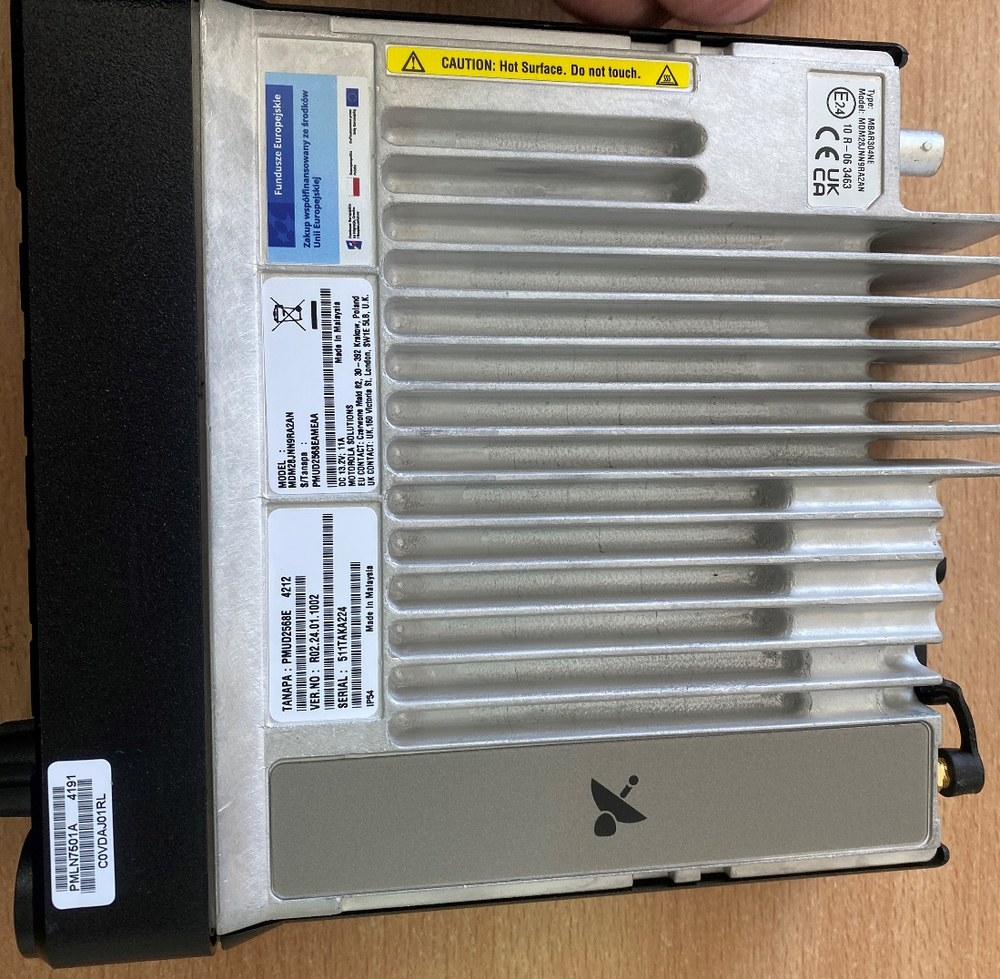 CAUTION: Hot Surface. Do not touch.
Type: MBAR304NE
Model: MDM28JNN9RA2AN
E24
10 R - 06 3463
CE UK
CA
Fundusze Europejskie
Zakup współfinansowany ze środków
Unii Europejskiej
MODEL :
MDM28JNN9RA2AN
S/Tanapa :
PMUD2568EAMEAA
Made In Malaysia
DC 13.2V; 11A
MOTOROLA SOLUTIONS
EU CONTACT: Czerwone Maki 82, 30-392 Krakow, Poland
UK CONTACT: UK, 160 Victoria St. London, SW1E 5LB, U.K.
TANAPA : PMUD2568E 4212
VER.NO : R02.24.01.1002
SERIAL : 511TAKA224
IP54 Made In Malaysia
PMLN7501A 4191
C0VDAJ01RL